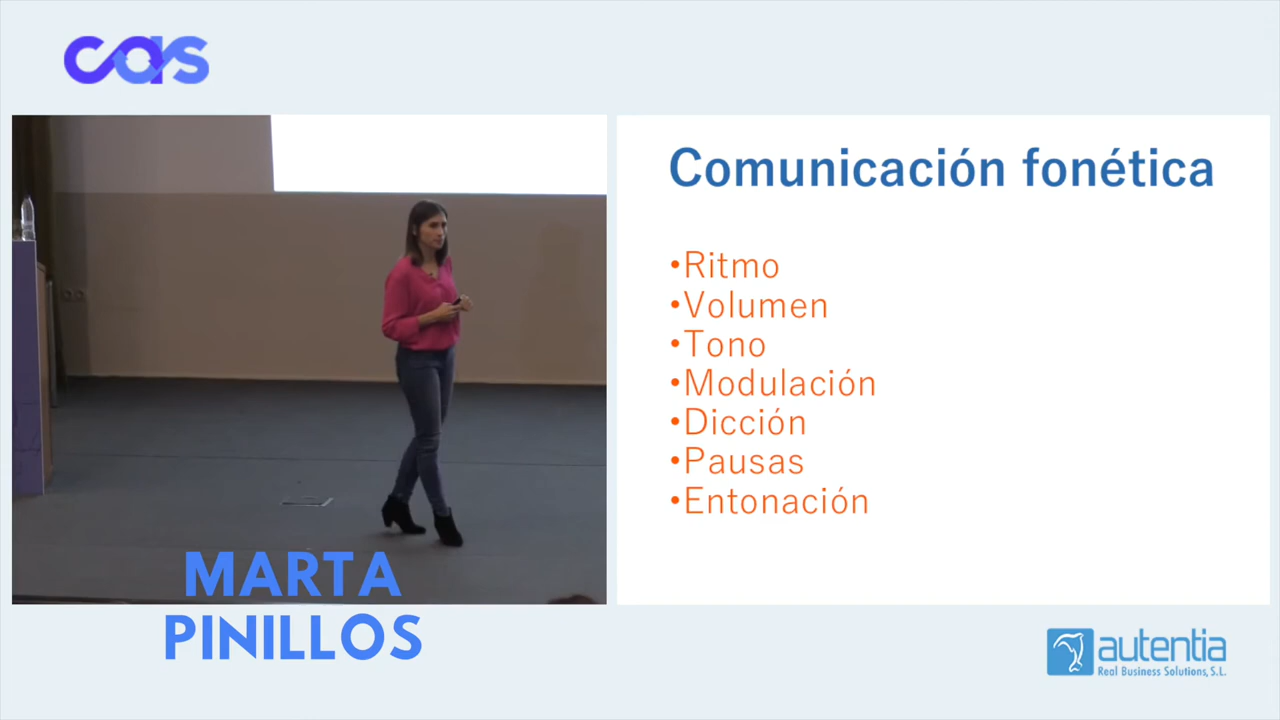 cas
Comunicación fonética
•Ritmo
•Volumen
•Tono
•Modulación
•Dicción
•Pausas
•Entonación
MARTA
PINILLOS
autentia
Real Business Solutions, S.L.